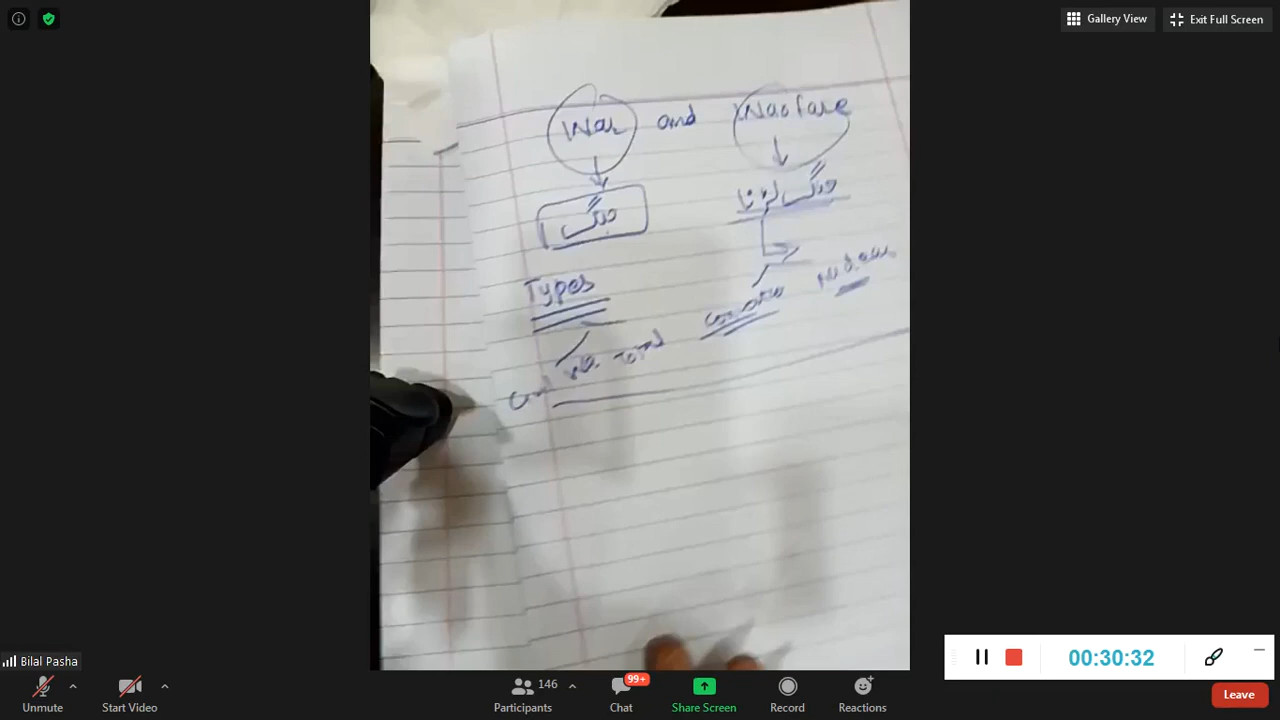 Gallery View
Exit Full Screen
War and Warfare
جنگ
جنگ لڑنا
Types
Total
Bilal Pasha
00:30:32
Unmute
Start Video
146
Participants
99+
Chat
Share Screen
Record
Reactions
Leave